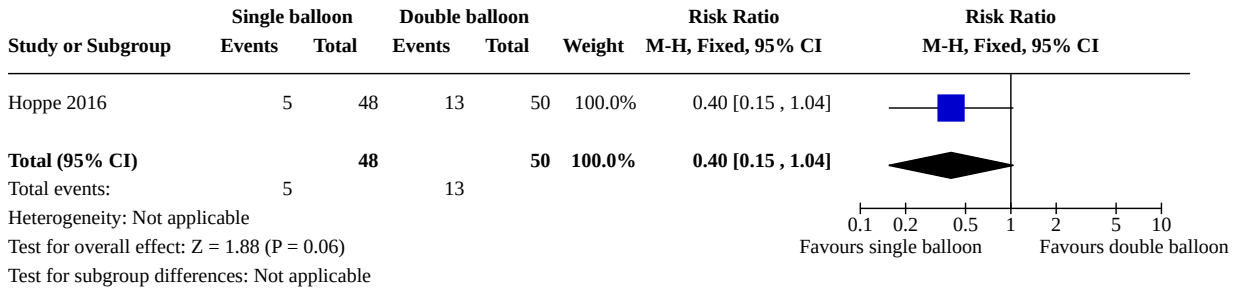 Single balloon Double balloon Risk Ratio Risk Ratio
Study or Subgroup Events Total Events Total Weight M-H, Fixed, 95% CI M-H, Fixed, 95% CI
Hoppe 2016 5 48 13 50 100.0% 0.40 [0.15 , 1.04]
Total (95% CI) 48 50 100.0% 0.40 [0.15 , 1.04]
Total events: 5 13
Heterogeneity: Not applicable 0.1 0.2 0.5 1 2 5 10
Test for overall effect: Z = 1.88 (P = 0.06) Favours single balloon Favours double balloon
Test for subgroup differences: Not applicable